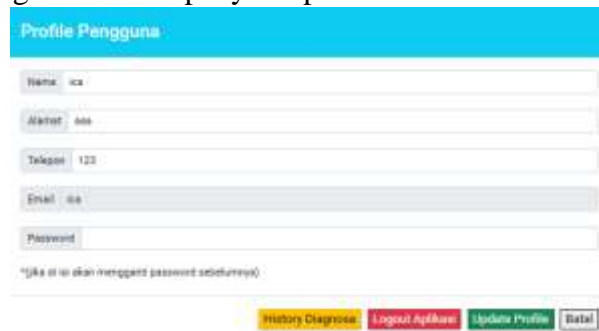 Profile Pengguna
Nama ica
Alamat aaa
Telepon 123
Email ica
Password
*(jika di isi akan mengganti password sebelumnya)
History Diagnosa Logout Aplikasi Update Profile Batal